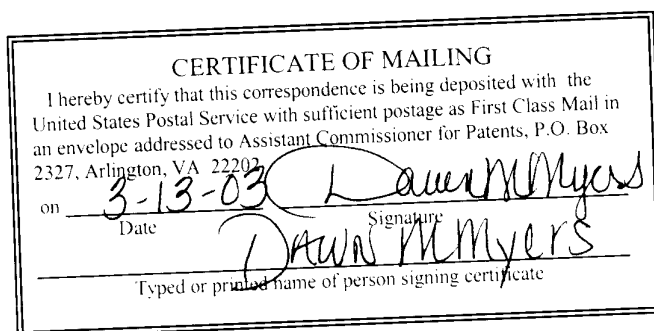 CERTIFICATE OF MAILING
I hereby certify that this correspondence is being deposited with the
United States Postal Service with sufficient postage as First Class Mail in
an envelope addressed to Assistant Commissioner for Patents, P.O. Box
2327, Arlington, VA 22202
on 3-13-03 Dawn M Myers
Date Signature
DAWN M Myers
Typed or printed name of person signing certificate